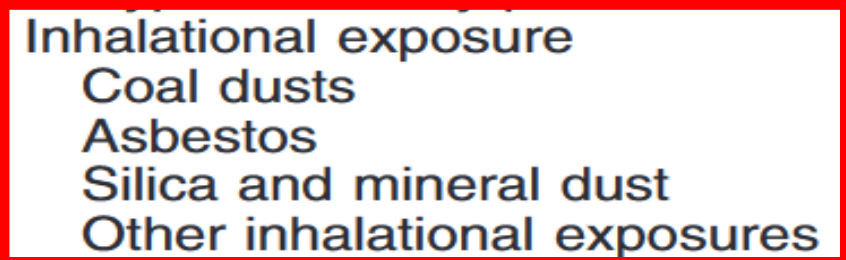 Inhalational exposure
Coal dusts
Asbestos
Silica and mineral dust
Other inhalational exposures